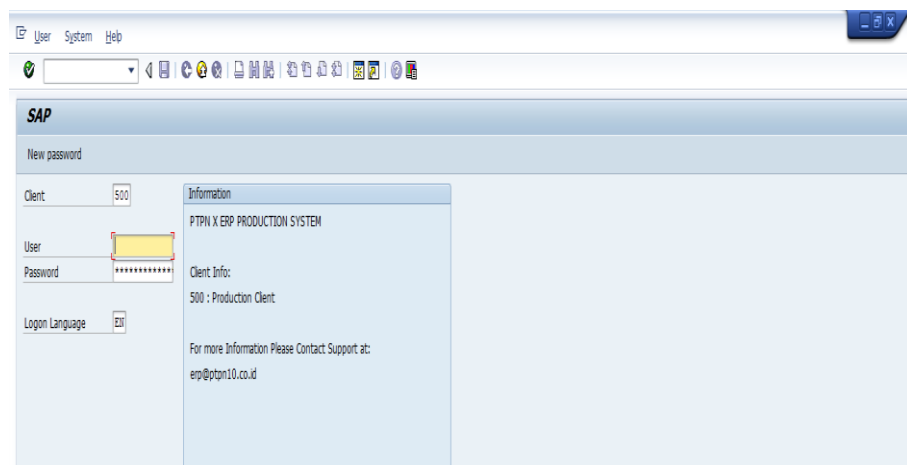 User System Help
SAP
New password
Client 500
User
Password ************
Logon Language EN
Information
PTPN X ERP PRODUCTION SYSTEM
Client Info:
500 : Production Client
For more Information Please Contact Support at:
erp@ptpn10.co.id